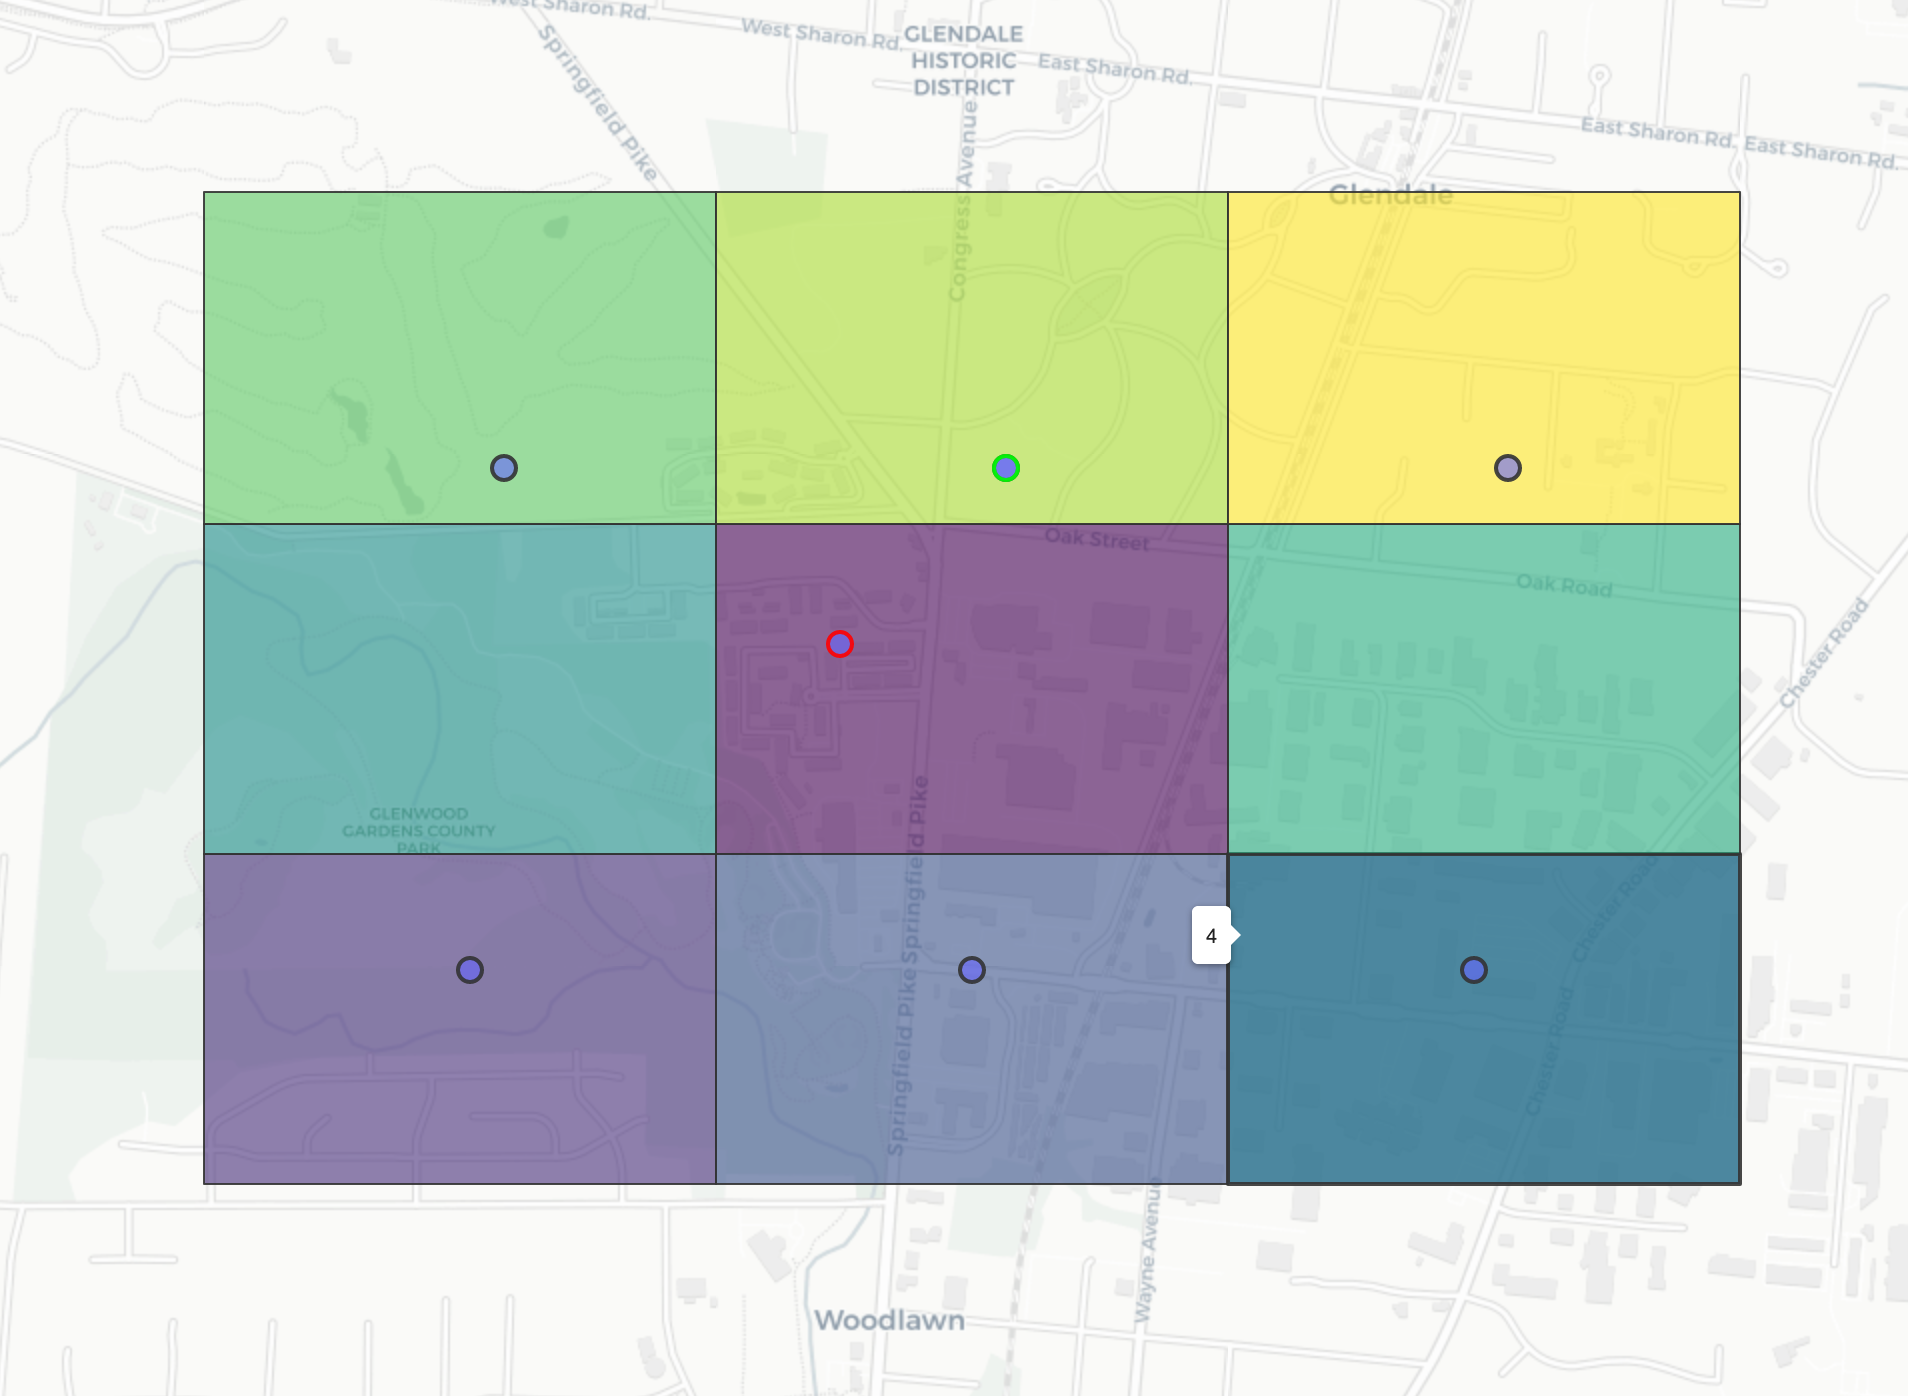 West Sharon Rd.
West Sharon Rd.
GLENDALE
HISTORIC
DISTRICT
East Sharon Rd.
Springfield Pike
East Sharon Rd.
East Sharon Rd.
Congress Avenue
Glendale
Oak Street
Oak Road
Chester Road
GLENWOOD
GARDENS COUNTY
PARK
Springfield Pike
Chester Road
4
Springfield Pike
Chester Road
Wayne Avenue
Woodlawn